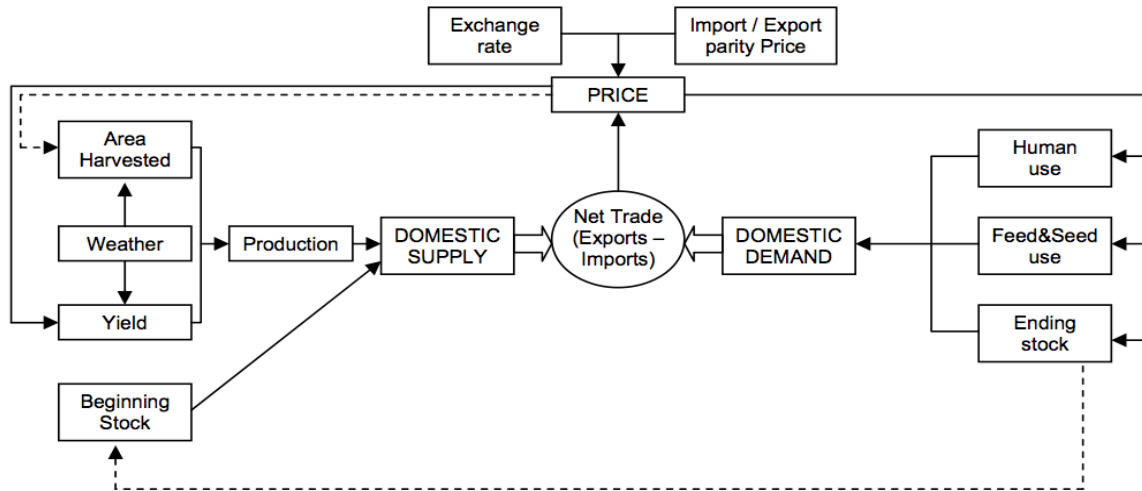 Exchange
rate
Import / Export
parity Price
PRICE
Area
Harvested
Human
use
Weather
Production
DOMESTIC
SUPPLY
Net Trade
(Exports –
Imports)
DOMESTIC
DEMAND
Feed&Seed
use
Yield
Ending
stock
Beginning
Stock